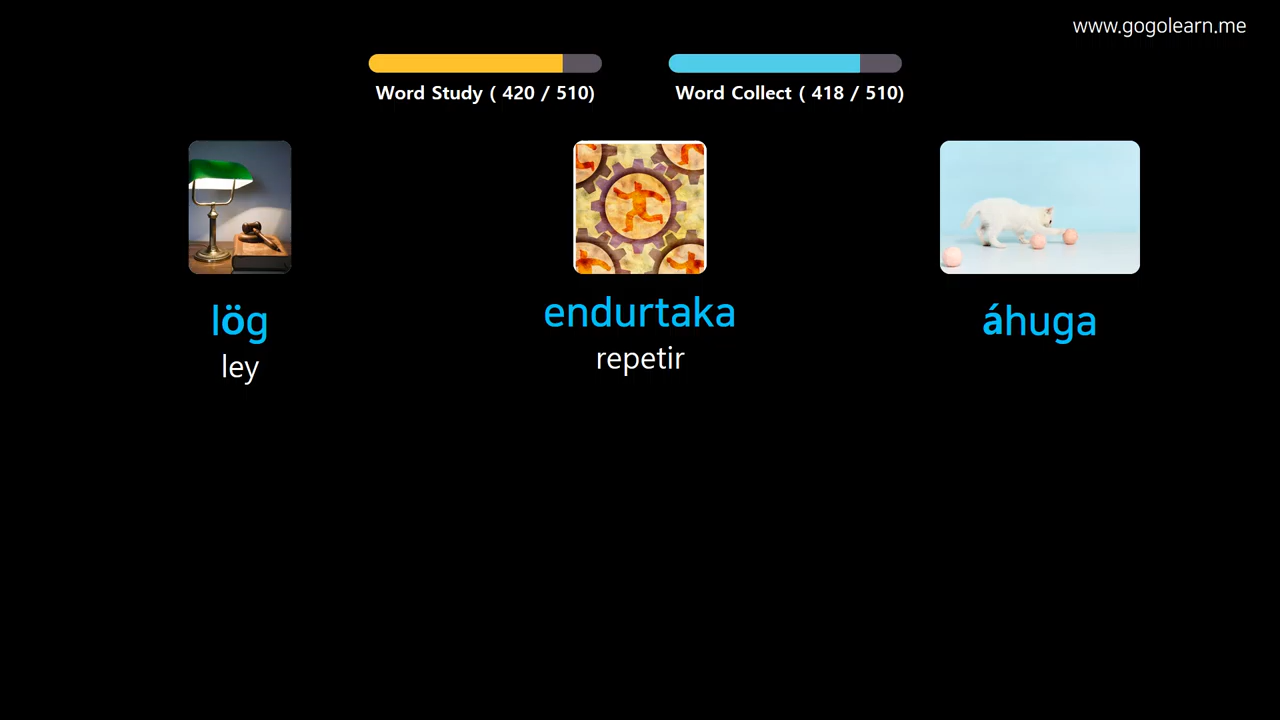 www.gogolearn.me
Word Study ( 420 / 510)
Word Collect ( 418 / 510)
lög
ley
endurtaka
repetir
áhuga